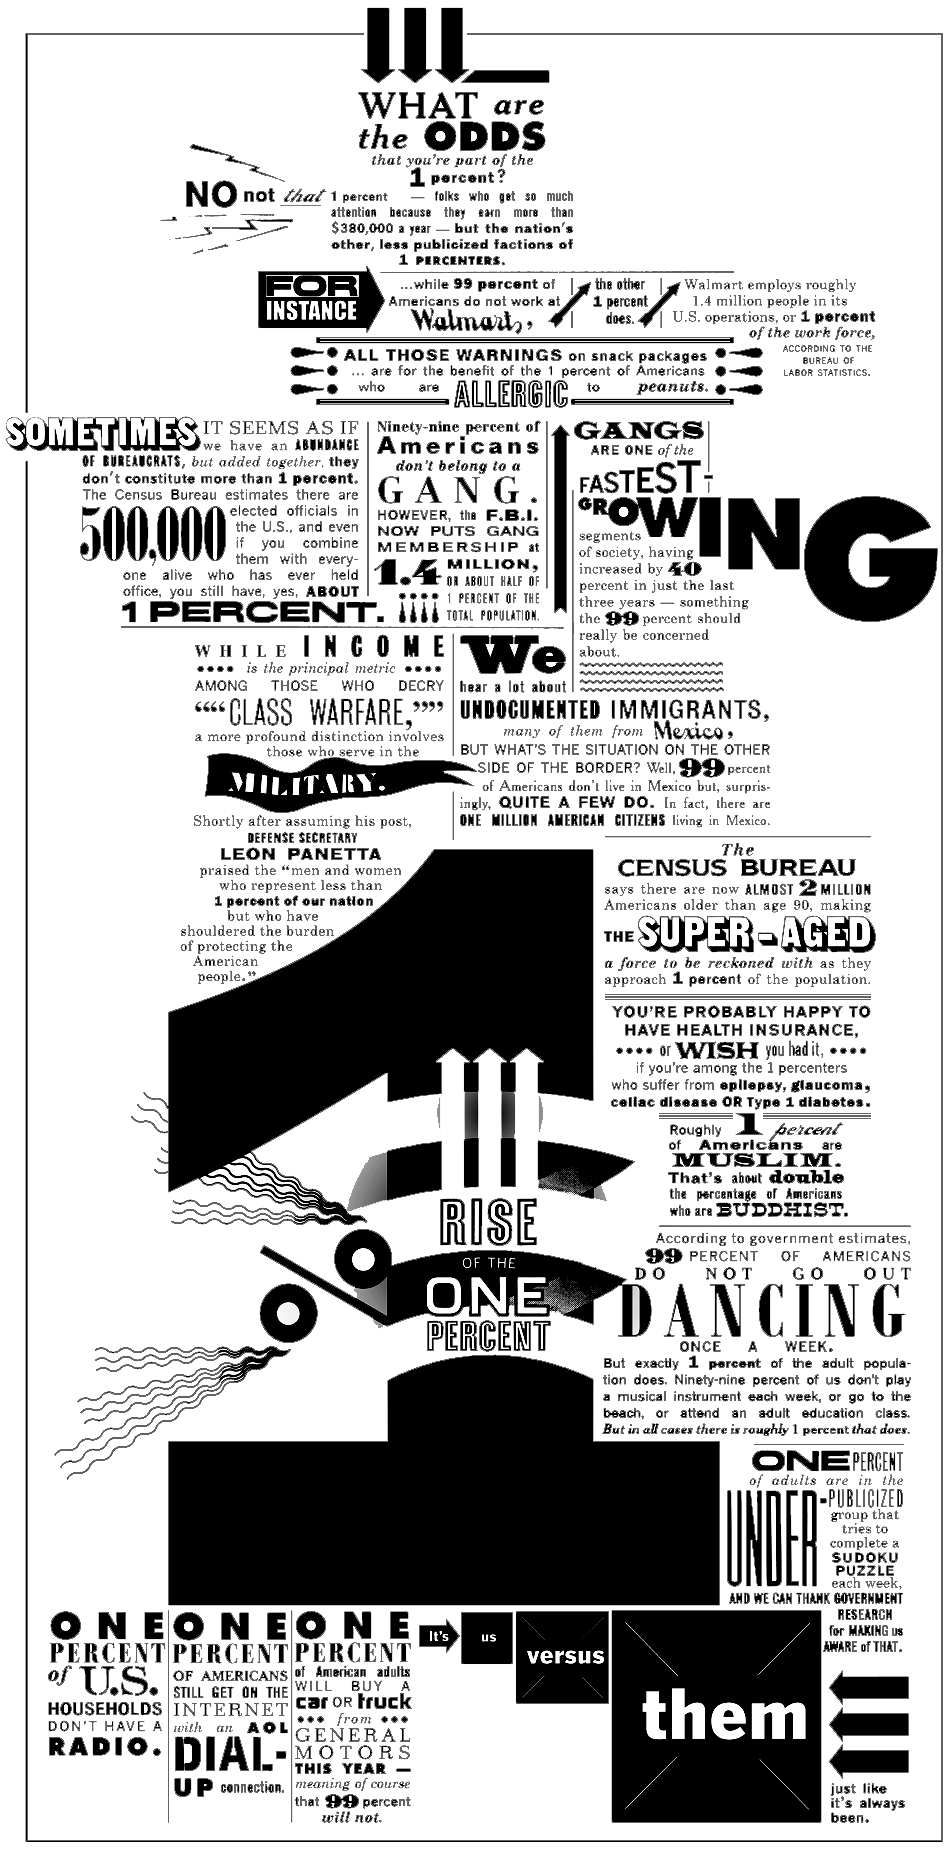 WHAT are
the ODDS
that you're part of the
1 percent?
NO not that 1 percent — folks who get so much
attention because they earn more than
$380,000 a year — but the nation's
other, less publicized factions of
1 PERCENTERS.
FOR
INSTANCE
...while 99 percent of
Americans do not work at
Walmart,
the other
1 percent
does.
Walmart employs roughly
1.4 million people in its
U.S. operations, or 1 percent
of the work force,
ACCORDING TO THE
BUREAU OF
LABOR STATISTICS.
ALL THOSE WARNINGS on snack packages
... are for the benefit of the 1 percent of Americans
who are ALLERGIC to peanuts.
SOMETIMES IT SEEMS AS IF
we have an ABUNDANCE
OF BUREAUCRATS, but added together, they
don't constitute more than 1 percent.
The Census Bureau estimates there are
500,000 elected officials in
the U.S., and even
if you combine
them with every-
one alive who has ever held
office, you still have, yes, ABOUT
1 PERCENT.
Ninety-nine percent of
Americans
don't belong to a
GANG.
HOWEVER, the F.B.I.
NOW PUTS GANG
MEMBERSHIP at
1.4 MILLION,
OR ABOUT HALF OF
1 PERCENT OF THE
TOTAL POPULATION.
GANGS
ARE ONE of the
FASTEST-
GROWING
segments
of society, having
increased by 40
percent in just the last
three years — something
the 99 percent should
really be concerned
about.
WHILE INCOME
is the principal metric
AMONG THOSE WHO DECRY
““CLASS WARFARE,””
a more profound distinction involves
those who serve in the
MILITARY.
Shortly after assuming his post,
DEFENSE SECRETARY
LEON PANETTA
praised the “men and women
who represent less than
1 percent of our nation
but who have
shouldered the burden
of protecting the
American
people.”
We
hear a lot about
UNDOCUMENTED IMMIGRANTS,
many of them from Mexico,
BUT WHAT'S THE SITUATION ON THE OTHER
SIDE OF THE BORDER? Well, 99 percent
of Americans don't live in Mexico but, surpris-
ingly, QUITE A FEW DO. In fact, there are
ONE MILLION AMERICAN CITIZENS living in Mexico.
The
CENSUS BUREAU
says there are now ALMOST 2 MILLION
Americans older than age 90, making
THE SUPER-AGED
a force to be reckoned with as they
approach 1 percent of the population.
YOU'RE PROBABLY HAPPY TO
HAVE HEALTH INSURANCE,
or WISH you had it,
if you're among the 1 percenters
who suffer from epilepsy, glaucoma,
celiac disease OR Type 1 diabetes.
Roughly 1 percent
of Americans are
MUSLIM.
That's about double
the percentage of Americans
who are BUDDHIST.
RISE
OF THE
ONE
PERCENT
According to government estimates,
99 PERCENT OF AMERICANS
DO NOT GO OUT
DANCING
ONCE A WEEK.
But exactly 1 percent of the adult popula-
tion does. Ninety-nine percent of us don't play
a musical instrument each week, or go to the
beach, or attend an adult education class.
But in all cases there is roughly 1 percent that does.
ONE PERCENT
of adults are in the
UNDER-PUBLICIZED
group that
tries to
complete a
SUDOKU
PUZZLE
each week,
AND WE CAN THANK GOVERNMENT
RESEARCH
for MAKING us
AWARE of THAT.
ONE
PERCENT
of U.S.
HOUSEHOLDS
DON'T HAVE A
RADIO.
ONE
PERCENT
OF AMERICANS
STILL GET ON THE
INTERNET
with an AOL
DIAL-
UP connection.
ONE
PERCENT
of American adults
WILL BUY A
car OR truck
from
GENERAL
MOTORS
THIS YEAR —
meaning of course
that 99 percent
will not.
It's
us
versus
them
just like
it's always
been.